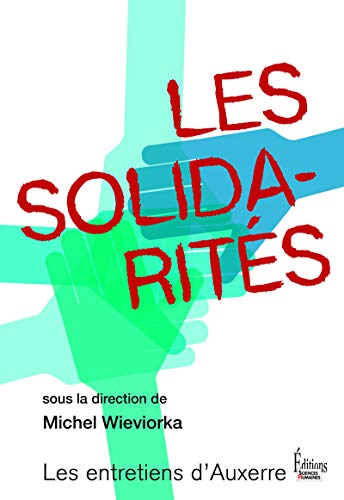 LES
SOLIDA-
RITÉS
sous la direction de
Michel Wieviorka
Les entretiens d'Auxerre
Éditions
SCIENCES
HUMAINES